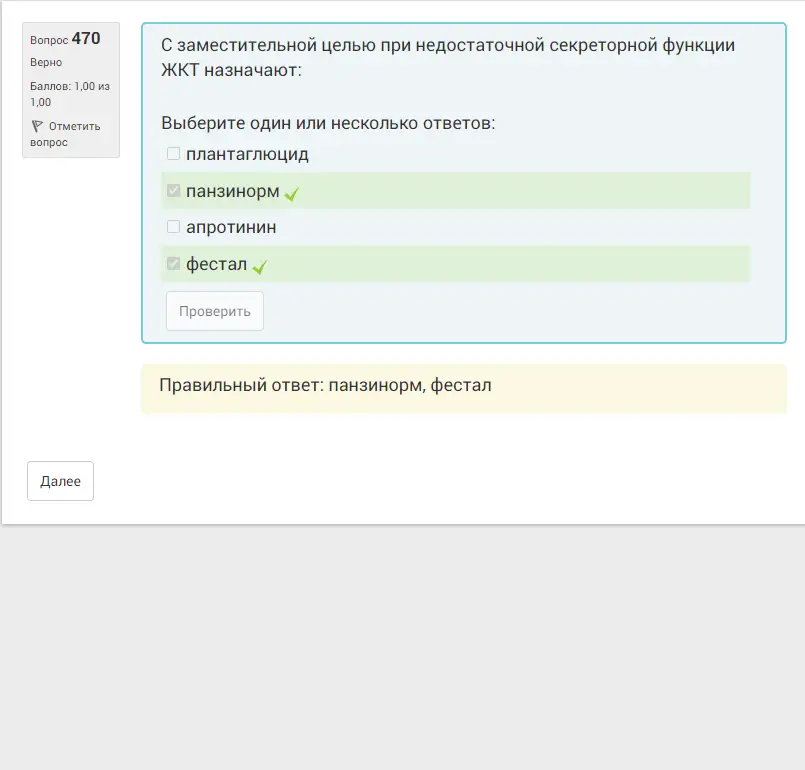 Вопрос 470
Верно
Баллов: 1,00 из
1,00
Отметить
вопрос
С заместительной целью при недостаточной секреторной функции
ЖКТ назначают:
Выберите один или несколько ответов:
плантаглюцид
панзинорм
апротинин
фестал
Проверить
Правильный ответ: панзинорм, фестал
Далее